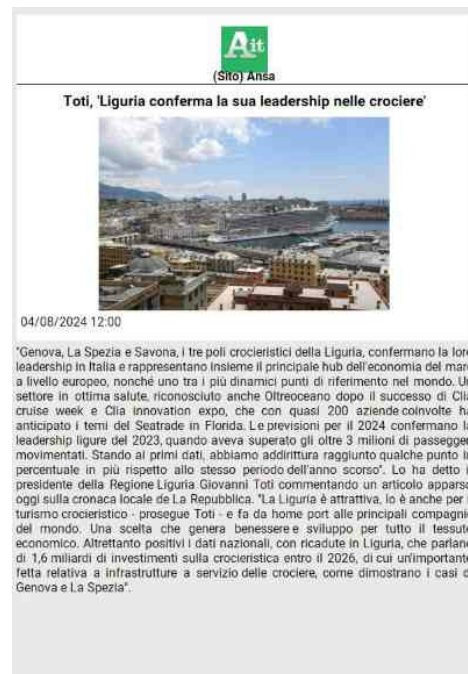 Ait
(Sito) Ansa
Toti, 'Liguria conferma la sua leadership nelle crociere'
04/08/2024 12:00
"Genova, La Spezia e Savona, i tre poli crocieristici della Liguria, confermano la
leadership in Italia e rappresentano insieme il principale hub dell'economia del
a livello europeo, nonché uno tra i più dinamici punti di riferimento nel mondo.
settore in ottima salute, riconosciuto anche Oltreoceano dopo il successo di
cruise week e Clia innovation expo, che con quasi 200 aziende coinvolte
anticipato i temi del Seatrade in Florida. Le previsioni per il 2024 confermano
leadership ligure del 2023, quando aveva superato gli oltre 3 milioni di
movimentati. Stando ai primi dati, abbiamo addirittura raggiunto qualche punto
percentuale in più rispetto allo stesso periodo dell'anno scorso". Lo ha detto
presidente della Regione Liguria Giovanni Toti commentando un articolo
oggi sulla cronaca locale de La Repubblica. "La Liguria è attrattiva, lo è anche per
turismo crocieristico - prosegue Toti - e fa da home port alle principali
del mondo. Una scelta che genera benessere e sviluppo per tutto il
economico. Altrettanto positivi i dati nazionali, con ricadute in Liguria, che
di 1,6 miliardi di investimenti sulla crocieristica entro il 2026, di cui
fetta relativa a infrastrutture a servizio delle crociere, come dimostrano i casi
Genova e La Spezia".